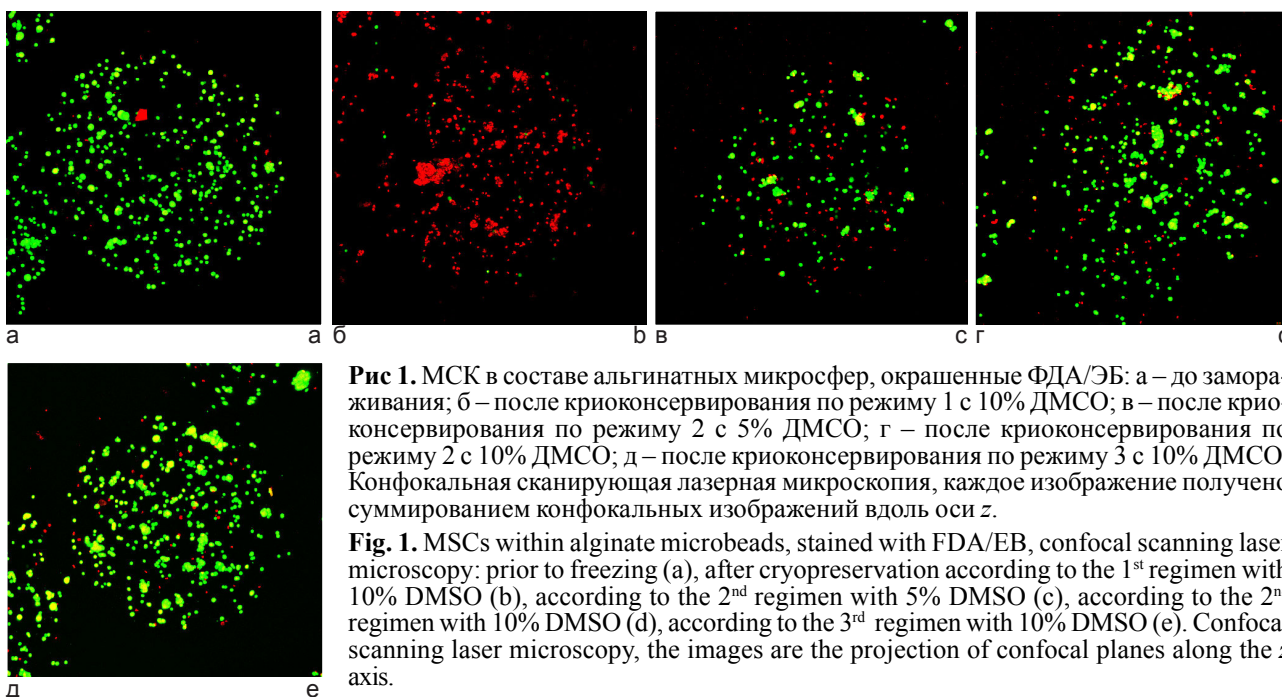 а a б b в c г d
д e
Рис 1. МСК в составе альгинатных микросфер, окрашенные ФДА/ЭБ: а – до замора-
живания; б – после криоконсервирования по режиму 1 с 10% ДМСО; в – после крио-
консервирования по режиму 2 с 5% ДМСО; г – после криоконсервирования по
режиму 2 с 10% ДМСО; д – после криоконсервирования по режиму 3 с 10% ДМСО
Конфокальная сканирующая лазерная микроскопия, каждое изображение получено
суммированием конфокальных изображений вдоль оси z.
Fig. 1. MSCs within alginate microbeads, stained with FDA/EB, confocal scanning laser
microscopy: prior to freezing (a), after cryopreservation according to the 1st regimen with
10% DMSO (b), according to the 2nd regimen with 5% DMSO (c), according to the 2n
regimen with 10% DMSO (d), according to the 3rd regimen with 10% DMSO (e). Confoca
scanning laser microscopy, the images are the projection of confocal planes along the z
axis.